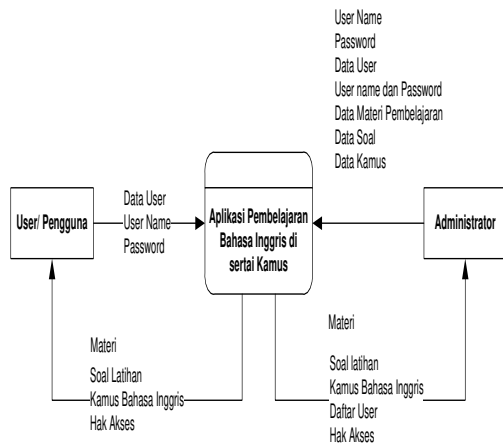 User Name
Password
Data User
User name dan Password
Data Materi Pembelajaran
Data Soal
Data Kamus
User/ Pengguna
Data User
User Name
Password
Aplikasi Pembelajaran
Bahasa Inggris di
sertai Kamus
Administrator
Materi
Soal Latihan
Kamus Bahasa Inggris
Hak Akses
Materi
Soal latihan
Kamus Bahasa Inggris
Daftar User
Hak Akses